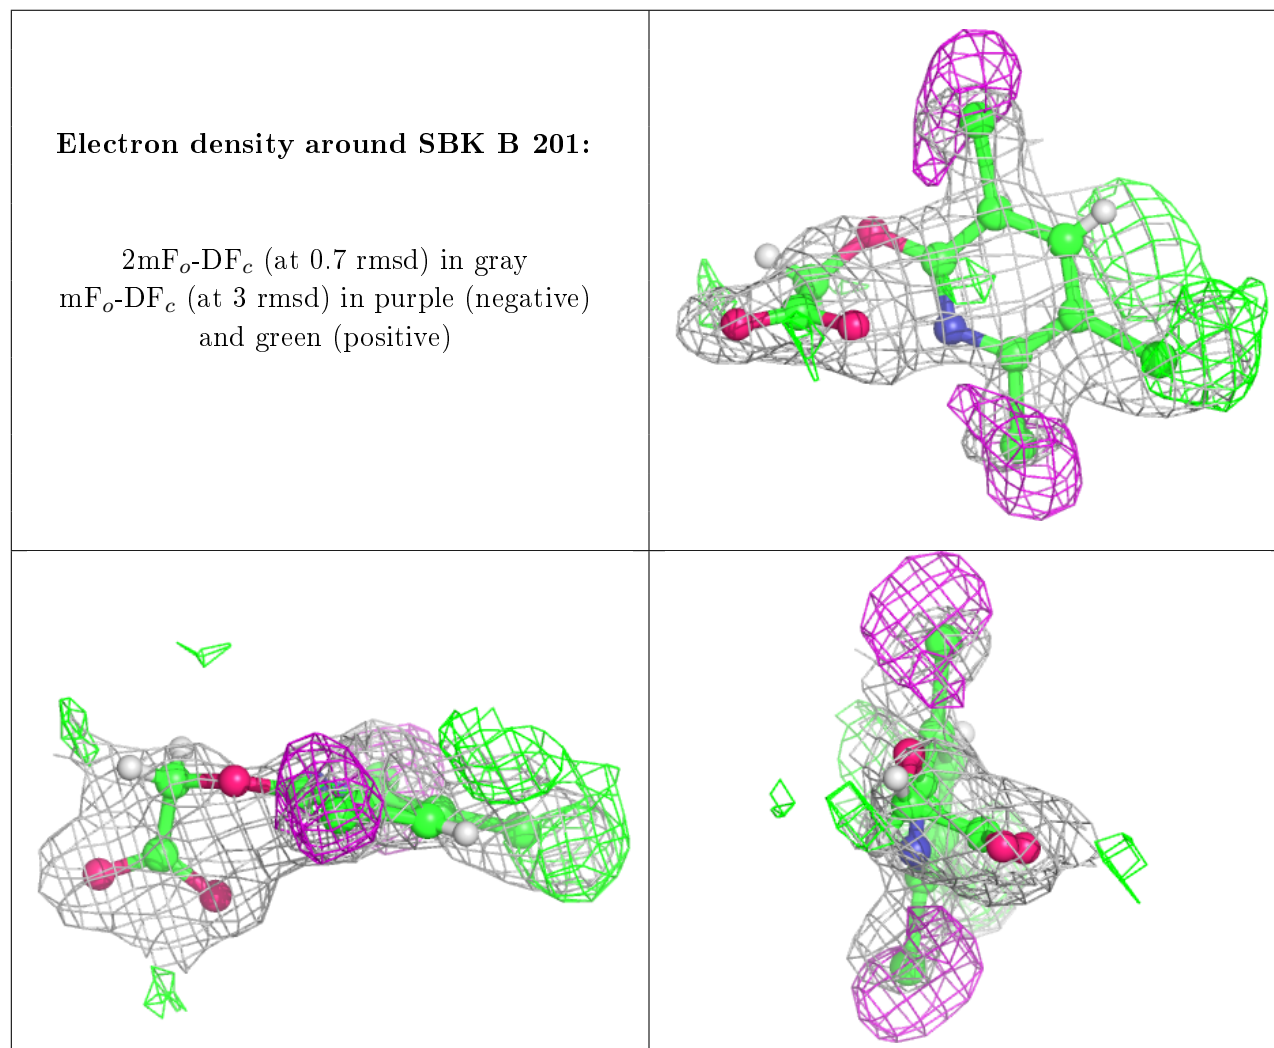 Electron density around SBK B 201:
2mFₒ-DF𝒸 (at 0.7 rmsd) in gray
mFₒ-DF𝒸 (at 3 rmsd) in purple (negative)
and green (positive)